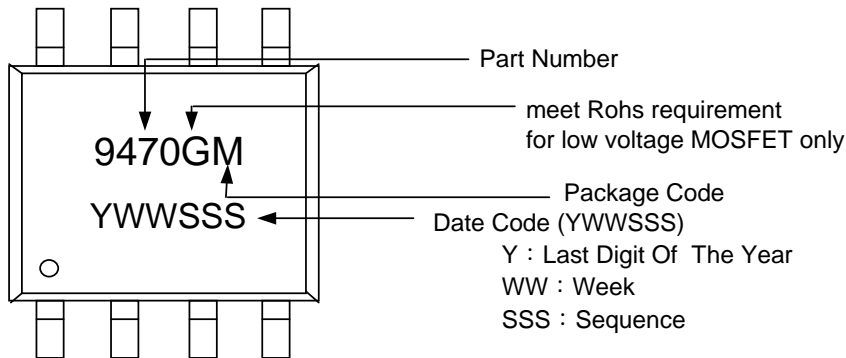 Part Number
meet Rohs requirement
for low voltage MOSFET only
9470GM
Package Code
YWWSSS
Date Code (YWWSSS)
Y：Last Digit Of The Year
WW：Week
SSS：Sequence